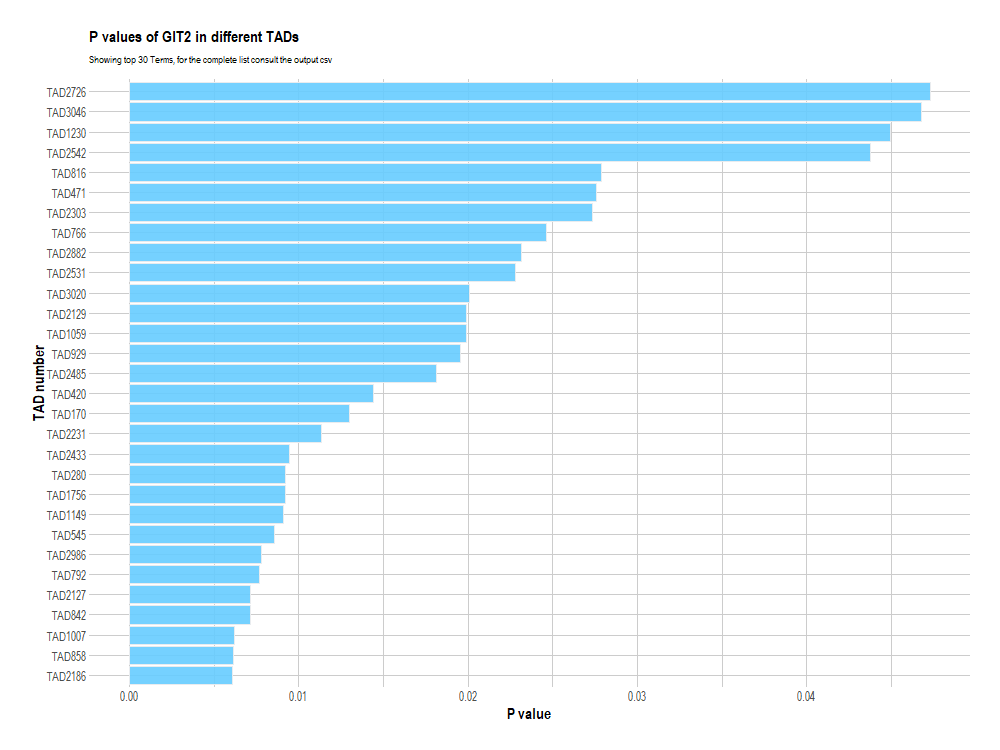 P values of GIT2 in different TADs
Showing top 30 Terms, for the complete list consult the output csv
TAD number
TAD2726
TAD3046
TAD1230
TAD2542
TAD816
TAD471
TAD2303
TAD766
TAD2882
TAD2531
TAD3020
TAD2129
TAD1059
TAD929
TAD2485
TAD420
TAD170
TAD2231
TAD2433
TAD280
TAD1756
TAD1149
TAD545
TAD2986
TAD792
TAD2127
TAD842
TAD1007
TAD858
TAD2186
0.00 0.01 0.02 0.03 0.04
P value